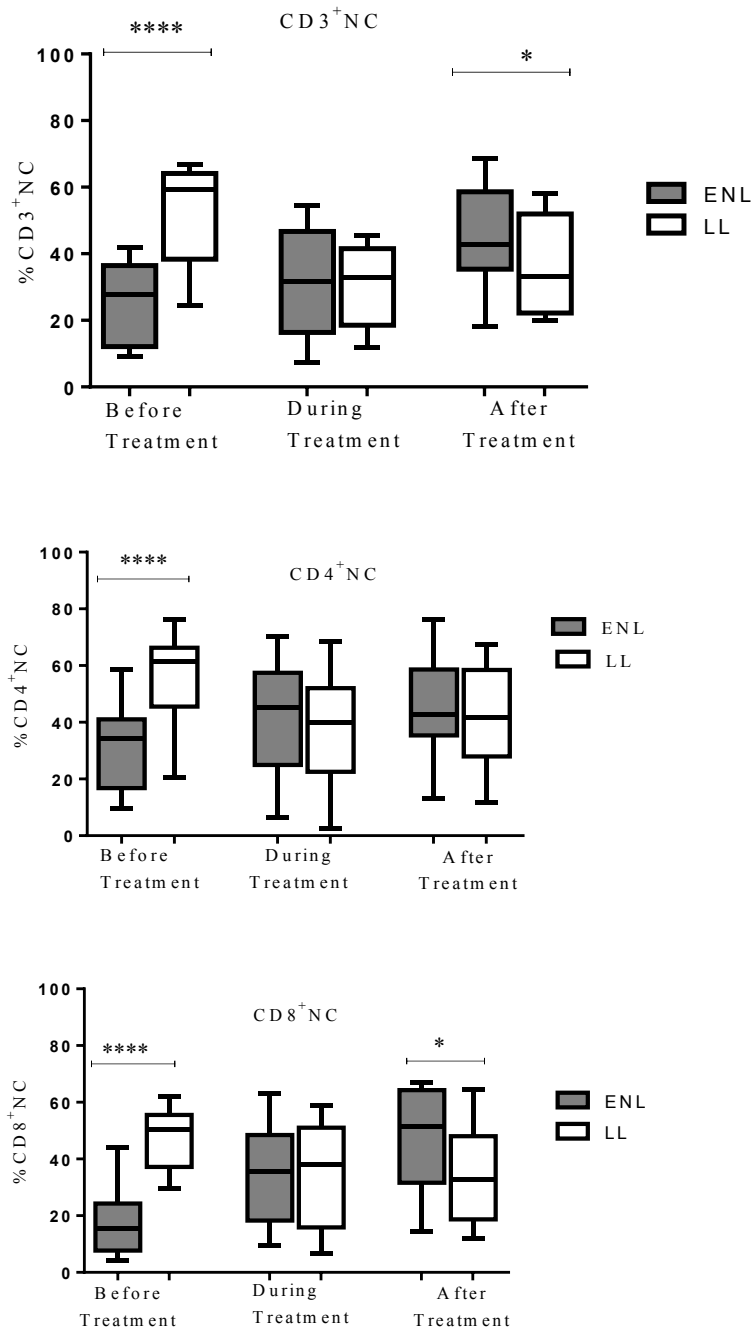 CD3+NC
****
*
100
80
60
40
20
0
%CD3+NC
ENL
LL
Before Treatment
During Treatment
After Treatment
CD4+NC
****
100
80
60
40
20
0
%CD4+NC
ENL
LL
Before Treatment
During Treatment
After Treatment
CD8+NC
****
*
100
80
60
40
20
0
%CD8+NC
ENL
LL
Before Treatment
During Treatment
After Treatment